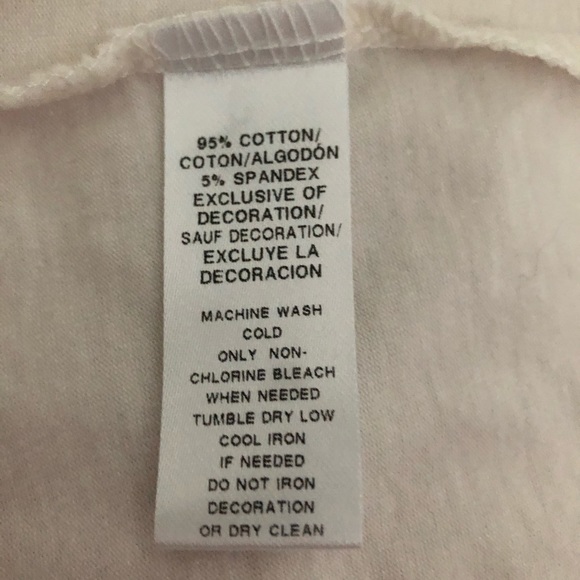 95% COTTON/
COTON/ALGODÓN
5% SPANDEX
EXCLUSIVE OF
DECORATION/
SAUF DECORATION/
EXCLUYE LA
DECORACION
MACHINE WASH
COLD
ONLY NON-
CHLORINE BLEACH
WHEN NEEDED
TUMBLE DRY LOW
COOL IRON
IF NEEDED
DO NOT IRON
DECORATION
OR DRY CLEAN